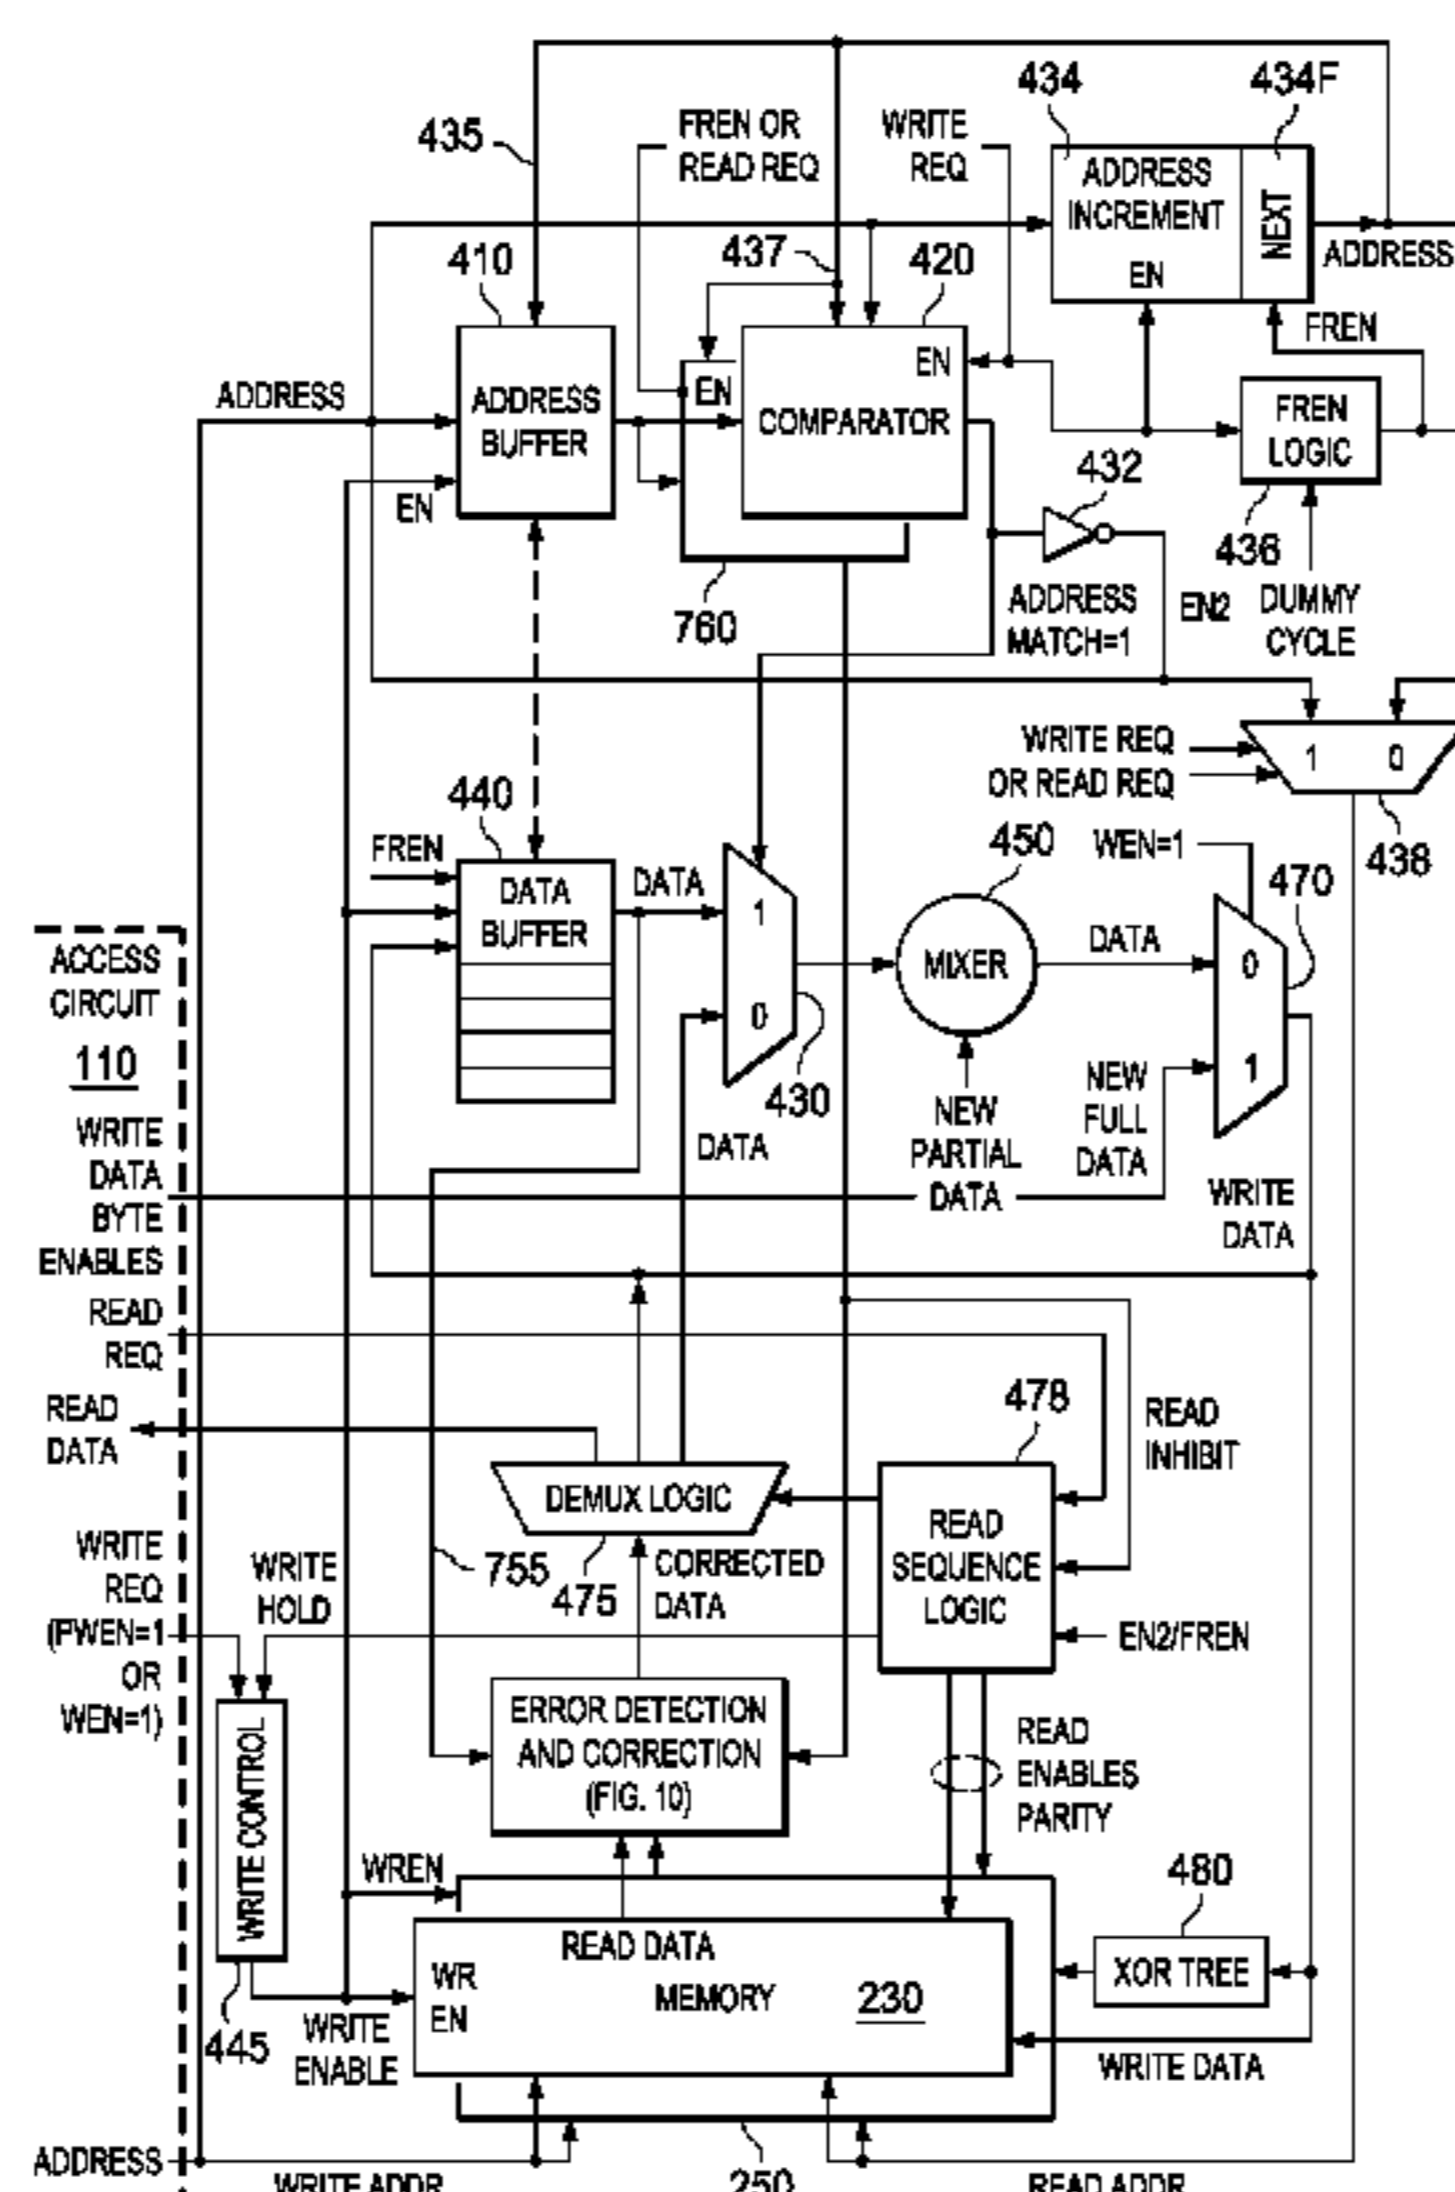 434
434F
FREN OR
READ REQ
WRITE
REQ
435
ADDRESS
INCREMENT
NEXT
EN
ADDRESS
410
437
420
FREN
EN
EN
ADDRESS
ADDRESS
BUFFER
COMPARATOR
FREN
LOGIC
EN
432
436
760
ADDRESS
MATCH=1
EN2
DUMMY
CYCLE
WRITE REQ
OR READ REQ
1
0
438
440
FREN
DATA
BUFFER
DATA
450
WEN=1
470
1
0
430
MIXER
DATA
0
1
ACCESS
CIRCUIT
110
NEW
PARTIAL
DATA
NEW
FULL
DATA
DATA
WRITE
DATA
BYTE
ENABLES
WRITE
DATA
READ
REQ
READ
DATA
478
READ
INHIBIT
DEMUX LOGIC
READ
SEQUENCE
LOGIC
755
475
CORRECTED
DATA
WRITE
REQ
(PWEN=1
OR
WEN=1)
WRITE
HOLD
EN2/FREN
ERROR DETECTION
AND CORRECTION
(FIG. 10)
READ
ENABLES
PARITY
WRITE CONTROL
WREN
480
READ DATA
WR
EN
MEMORY
230
XOR TREE
445
WRITE
ENABLE
WRITE DATA
ADDRESS
WRITE ADDR
250
READ ADDR